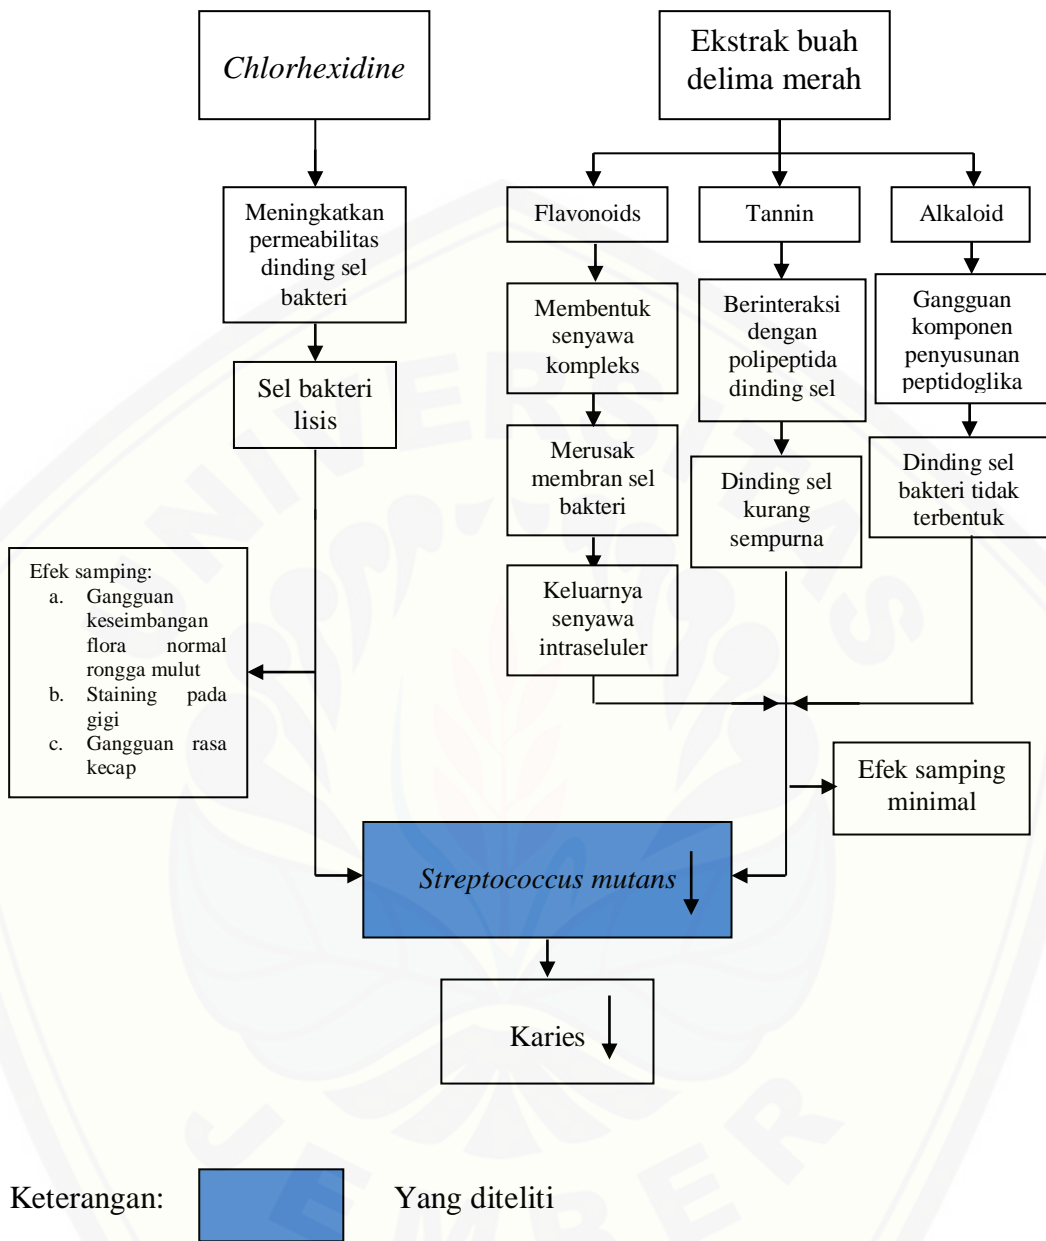 Chlorhexidine
Ekstrak buah
delima merah
Meningkatkan
permeabilitas
dinding sel
bakteri
Sel bakteri
lisis
Efek samping:
a. Gangguan
keseimbangan
flora normal
rongga mulut
b. Staining pada
gigi
c. Gangguan rasa
kecap
Flavonoids
Membentuk
senyawa
kompleks
Merusak
membran sel
bakteri
Keluarnya
senyawa
intraseluler
Tannin
Berinteraksi
dengan
polipeptida
dinding sel
Dinding sel
kurang
sempurna
Alkaloid
Gangguan
komponen
penyusunan
peptidoglika
Dinding sel
bakteri tidak
terbentuk
Efek samping
minimal
Streptococcus mutans
Karies
Keterangan: Yang diteliti
UNIVERSITAS
JEMBER